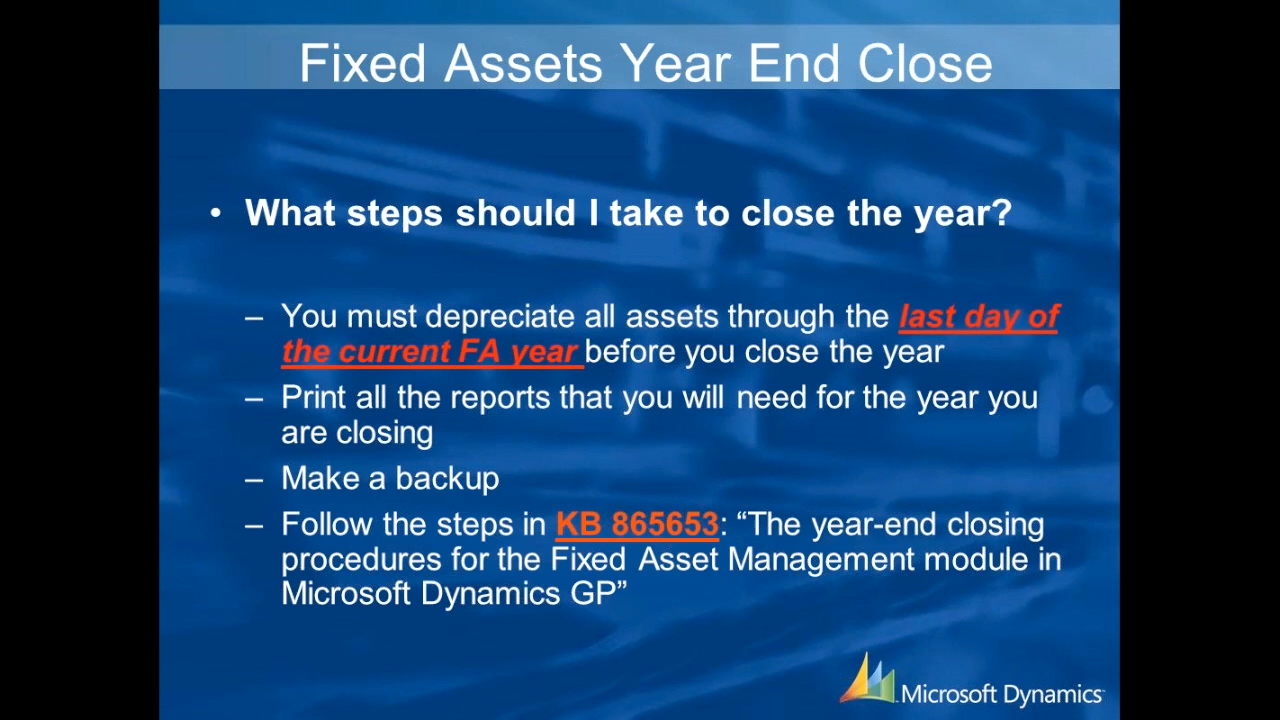 Fixed Assets Year End Close
• What steps should I take to close the year?
– You must depreciate all assets through the last day of
the current FA year before you close the year
– Print all the reports that you will need for the year you
are closing
– Make a backup
– Follow the steps in KB 865653: “The year-end closing
procedures for the Fixed Asset Management module in
Microsoft Dynamics GP”
Microsoft Dynamics